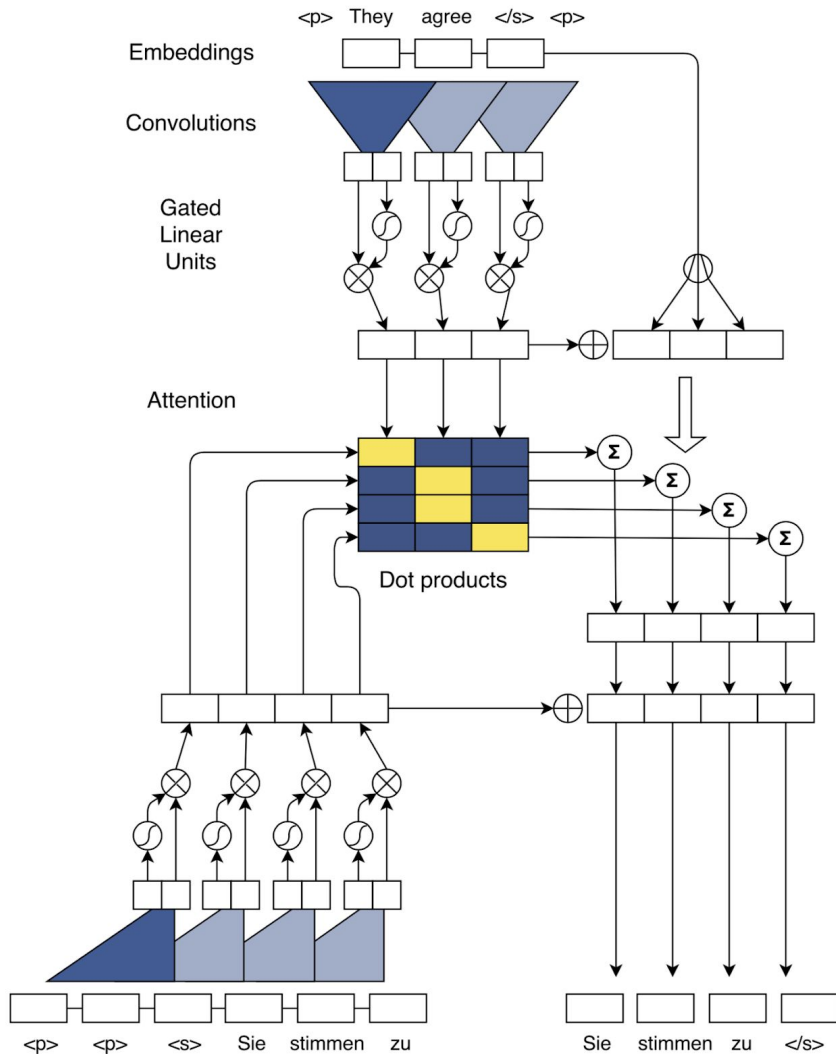 <p> They agree </s> <p>
Embeddings
Convolutions
Gated
Linear
Units
Attention
Σ
Σ
Σ
Σ
Dot products
<p> <p> <s> Sie stimmen zu
Sie stimmen zu </s>